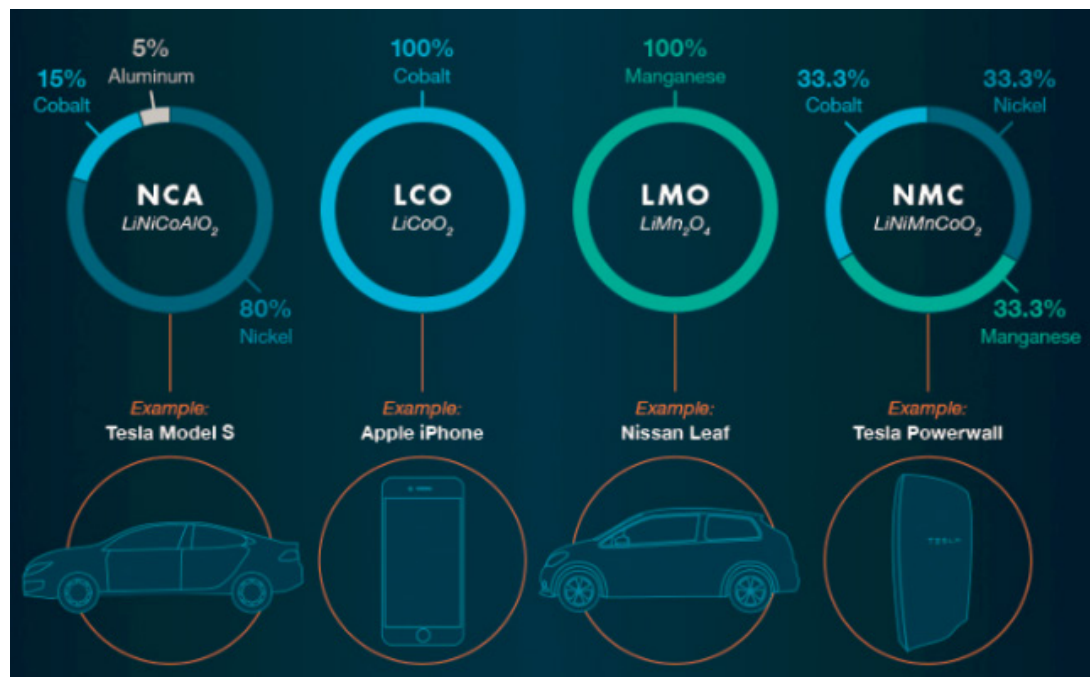 5%
Aluminum
15%
Cobalt
NCA
LiNiCoAlO₂
80%
Nickel
Example:
Tesla Model S
100%
Cobalt
LCO
LiCoO₂
Example:
Apple iPhone
100%
Manganese
LMO
LiMn₂O₄
Example:
Nissan Leaf
33.3%
Cobalt
33.3%
Nickel
NMC
LiNiMnCoO₂
33.3%
Manganese
Example:
Tesla Powerwall
TESLA